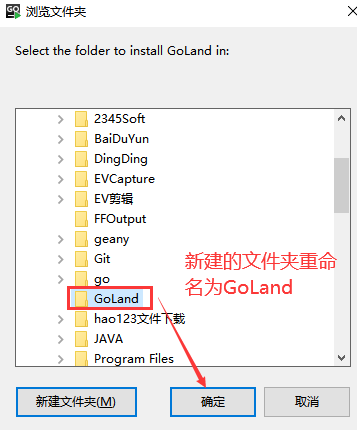 GO 浏览文件夹
Select the folder to install GoLand in:
2345Soft
BaiDuYun
DingDing
EVCapture
EV剪辑
FFOutput
geany
Git
go
GoLand
hao123文件下载
JAVA
Program Files
新建的文件夹重命
名为GoLand
新建文件夹(M) 确定 取消